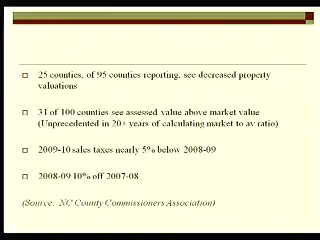 25 counties, of 95 counties reporting, see decreased property
valuations
31 of 100 counties see assessed value above market value
(Unprecedented in 20+ years of calculating market to av ratio)
2009-10 sales taxes nearly 5% below 2008-09
2008-09 10% off 2007-08
(Source: NC County Commissioners Association)